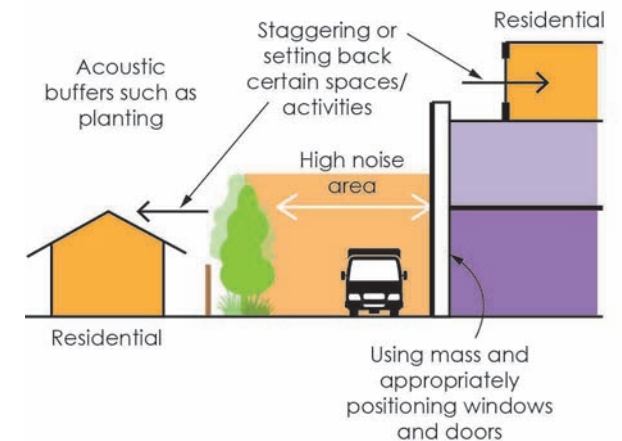 Residential
Staggering or
setting back
certain spaces/
activities
Acoustic
buffers such as
planting
High noise
area
Residential
Using mass and
appropriately
positioning windows
and doors